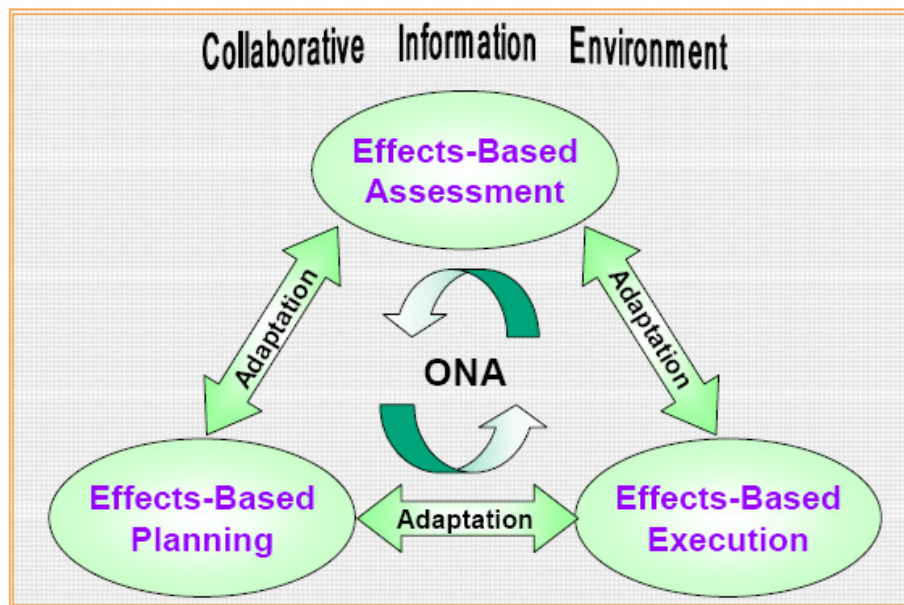 Collaborative Information Environment
Effects-Based
Assessment
Adaptation
Adaptation
ONA
Effects-Based
Planning
Adaptation
Effects-Based
Execution